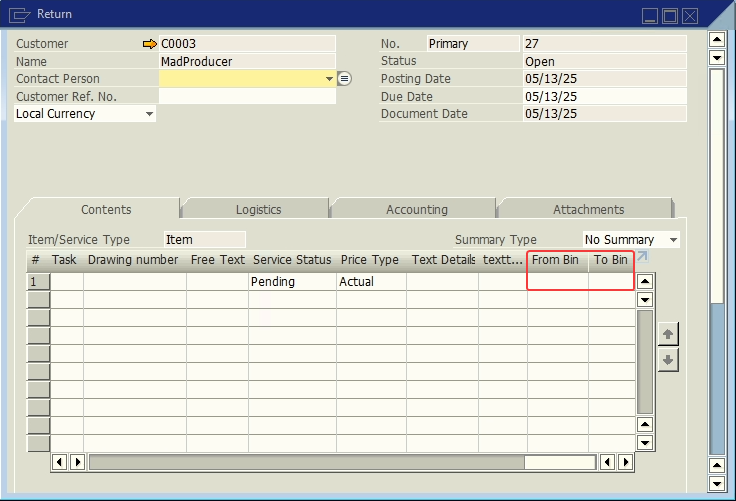 Return
Customer C0003 No. Primary 27
Name MadProducer Status Open
Contact Person Posting Date 05/13/25
Customer Ref. No. Due Date 05/13/25
Local Currency Document Date 05/13/25
Contents Logistics Accounting Attachments
Item/Service Type Item Summary Type No Summary
# Task Drawing number Free Text Service Status Price Type Text Details textt... From Bin To Bin
1 Pending Actual